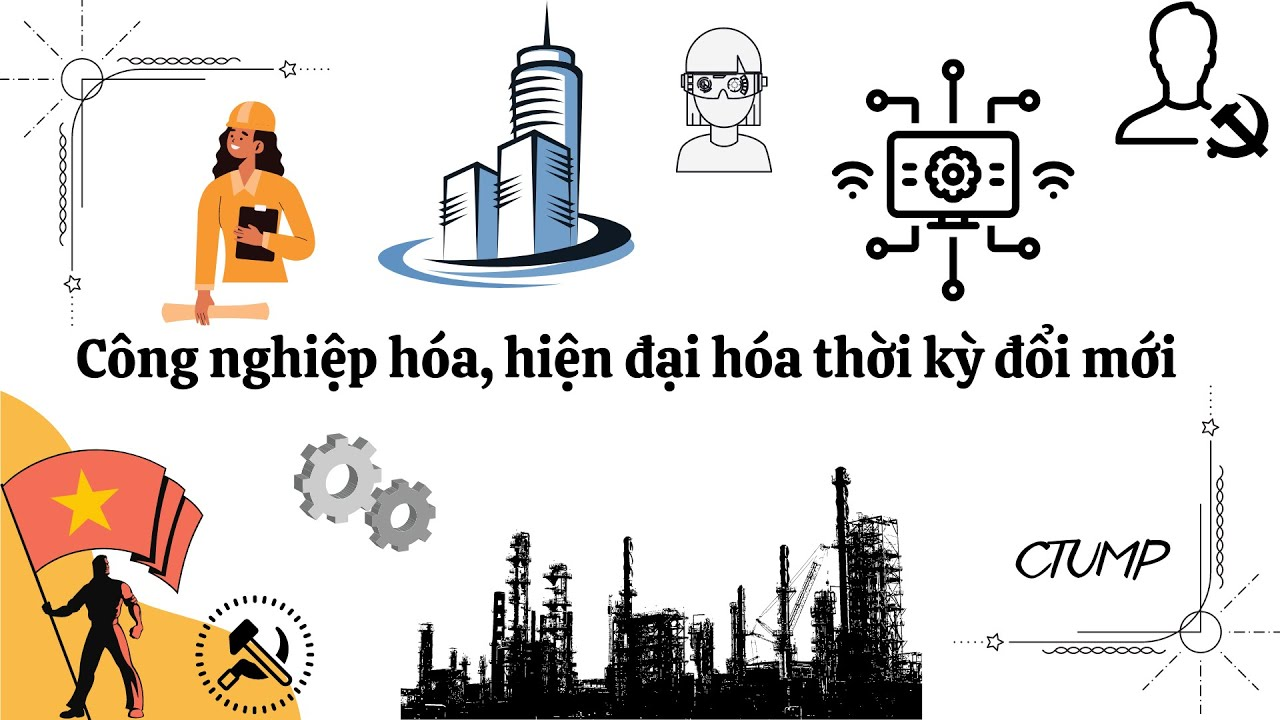 Công nghiệp hóa, hiện đại hóa thời kỳ đổi mới
CTUMP